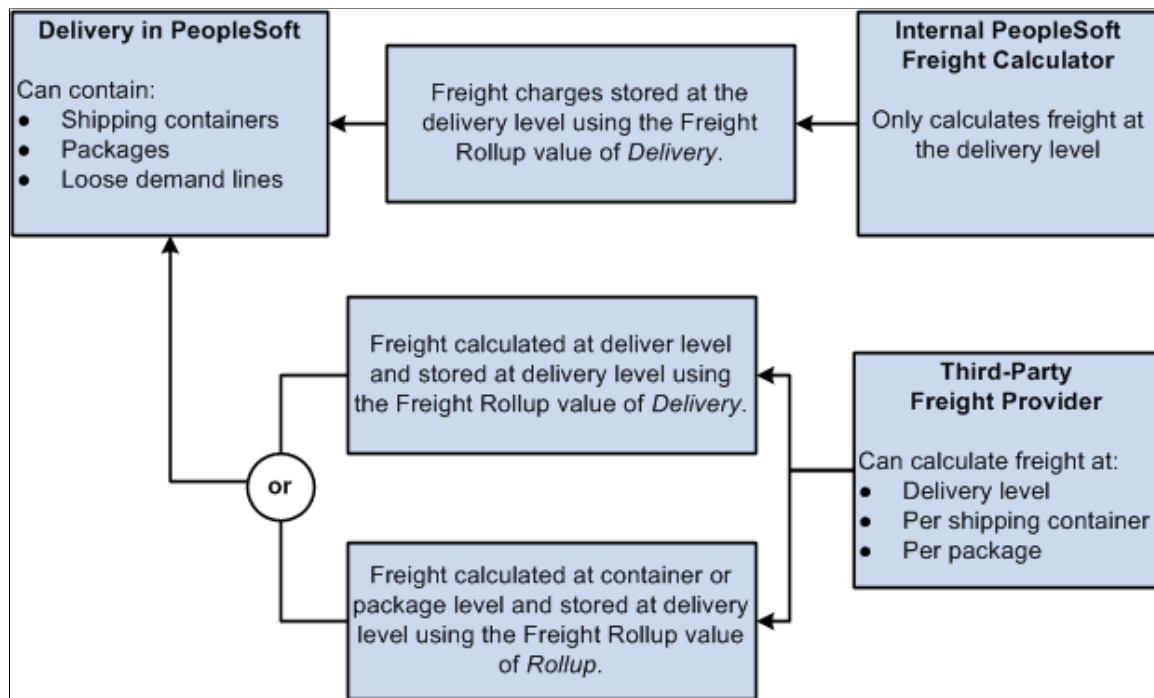 Delivery in PeopleSoft
Can contain:
● Shipping containers
● Packages
● Loose demand lines
Freight charges stored at the
delivery level using the Freight
Rollup value of Delivery.
Internal PeopleSoft
Freight Calculator
Only calculates freight at
the delivery level
Freight calculated at deliver level
and stored at delivery level using
the Freight Rollup value of Delivery.
or
Freight calculated at container or
package level and stored at delivery
level using the Freight Rollup value
of Rollup.
Third-Party
Freight Provider
Can calculate freight at:
● Delivery level
● Per shipping container
● Per package